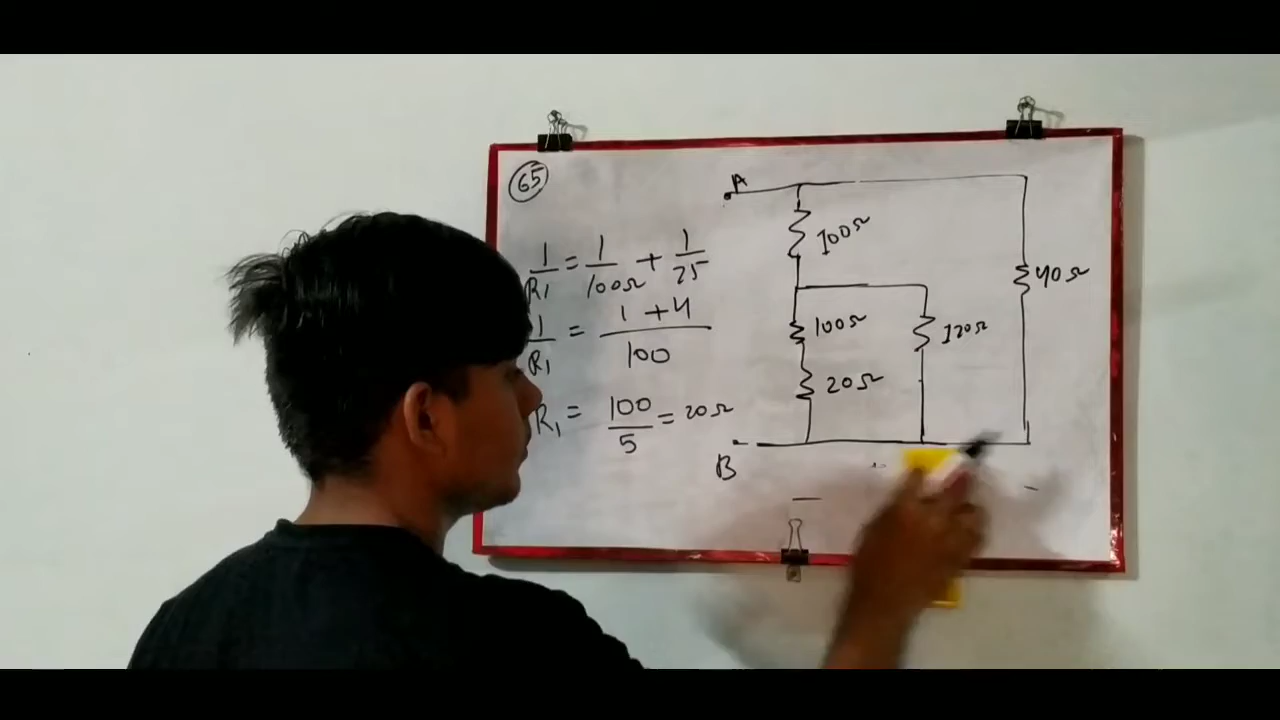 65
1/R1 = 1/100Ω + 1/25
1/R1 = 1+4/100
R1 = 100/5 = 20Ω
A
100Ω
40Ω
100Ω
120Ω
20Ω
B